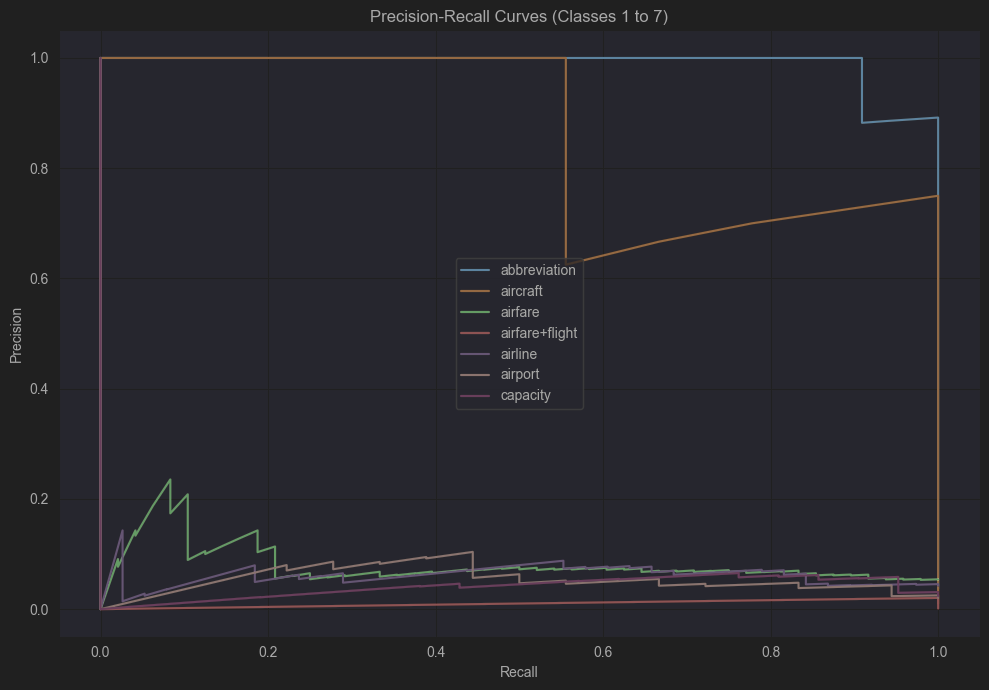 Precision-Recall Curves (Classes 1 to 7)
1.0
0.8
0.6
0.4
0.2
0.0
Precision
abbreviation
aircraft
airfare
airfare+flight
airline
airport
capacity
0.0 0.2 0.4 0.6 0.8 1.0
Recall